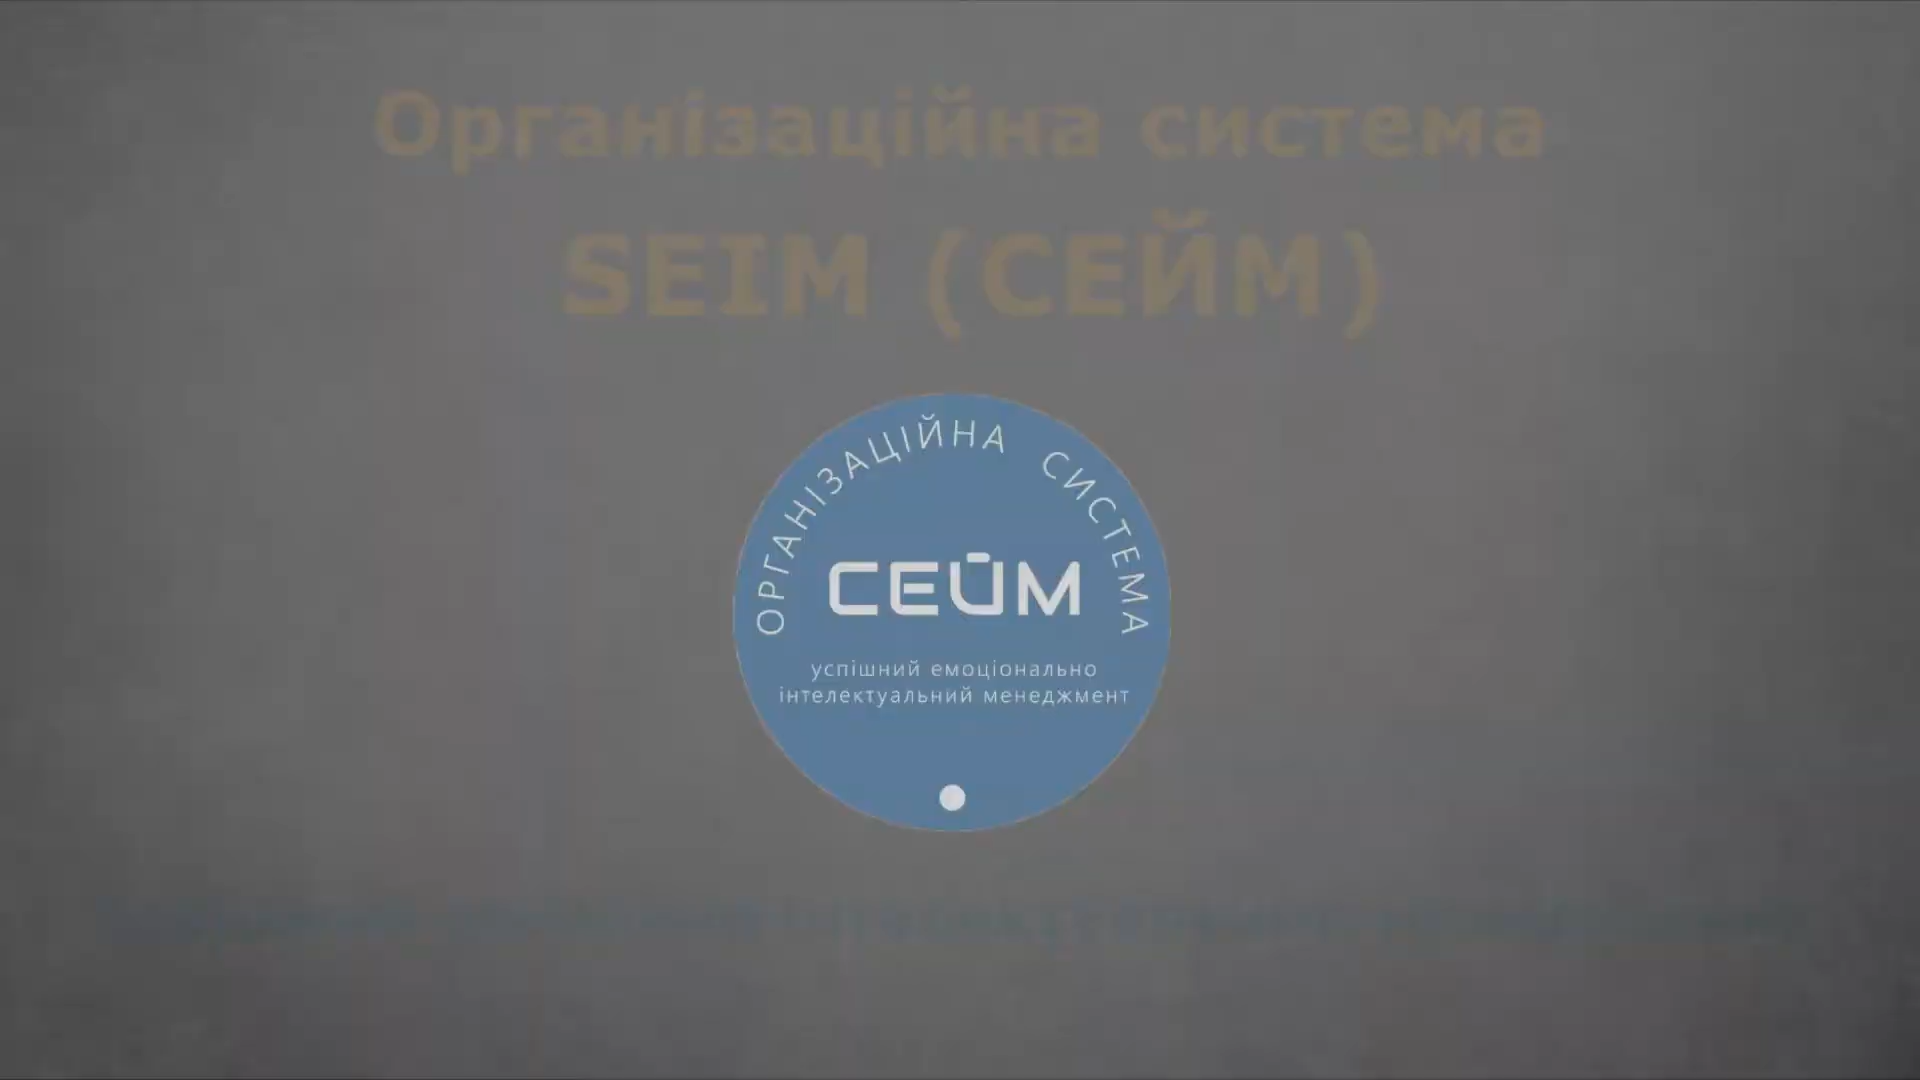 Організаційна система
SEIM (СЕЙМ)
ОРГАНІЗАЦІЙНА СИСТЕМА
СЕЙМ
успішний емоціонально
інтелектуальний менеджмент